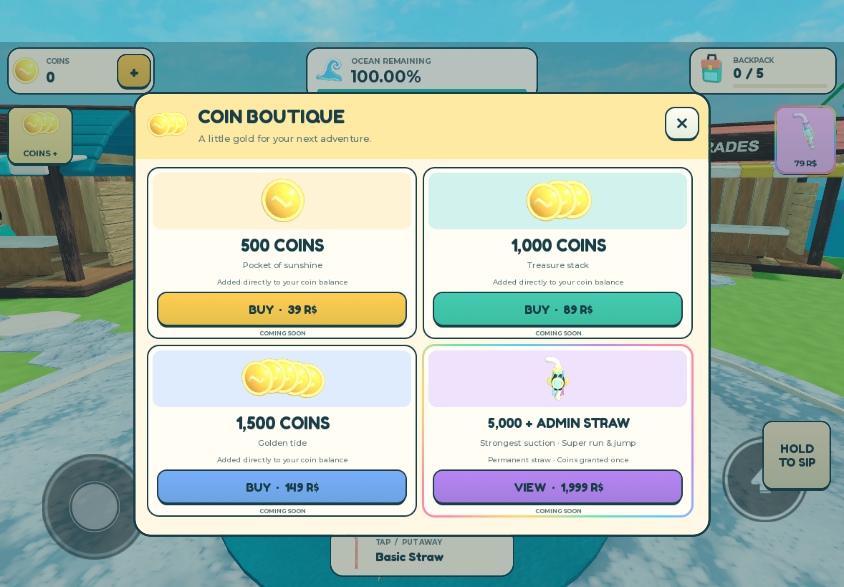 COINS
0
+
OCEAN REMAINING
100.00%
BACKPACK
0 / 5
COINS +
COIN BOUTIQUE
A little gold for your next adventure.
×
RADES
79 R$
500 COINS
Pocket of sunshine
Added directly to your coin balance
BUY · 39 R$
COMING SOON
1,000 COINS
Treasure stack
Added directly to your coin balance
BUY · 89 R$
COMING SOON
1,500 COINS
Golden tide
Added directly to your coin balance
BUY · 149 R$
COMING SOON
5,000 + ADMIN STRAW
Strongest suction · Super run & jump
Permanent straw · Coins granted once
VIEW · 1,999 R$
COMING SOON
HOLD
TO SIP
TAP / PUT AWAY
Basic Straw